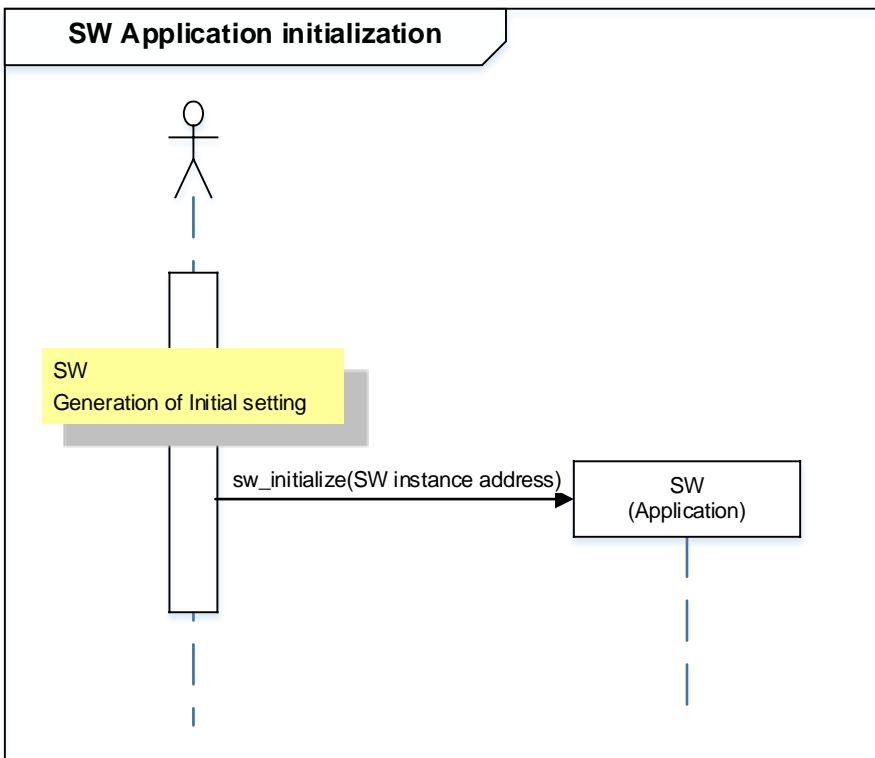 SW Application initialization
SW
Generation of Initial setting
sw_initialize(SW instance address)
SW
(Application)